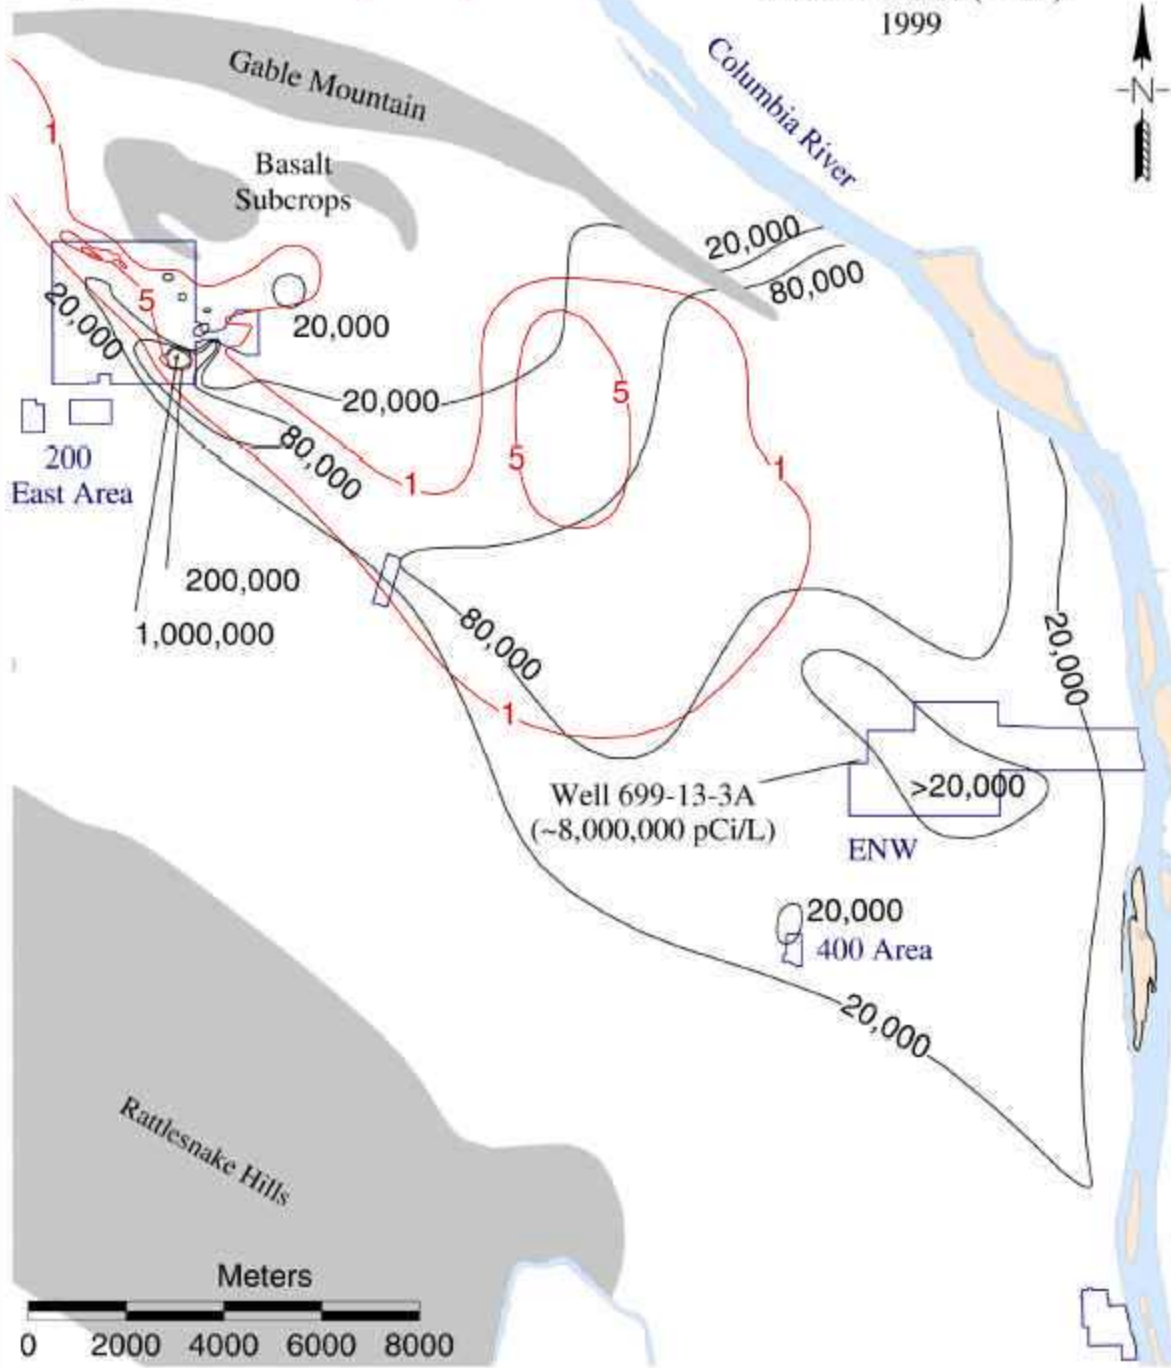 1999
N
Columbia River
Gable Mountain
1
Basalt
Subcrops
20,000
80,000
5
20,000
20,000
5
20,000
80,000
5
1
1
200
East Area
200,000
1,000,000
80,000
20,000
1
Well 699-13-3A
(~8,000,000 pCi/L)
>20,000
ENW
20,000
400 Area
20,000
Rattlesnake Hills
Meters
0 2000 4000 6000 8000